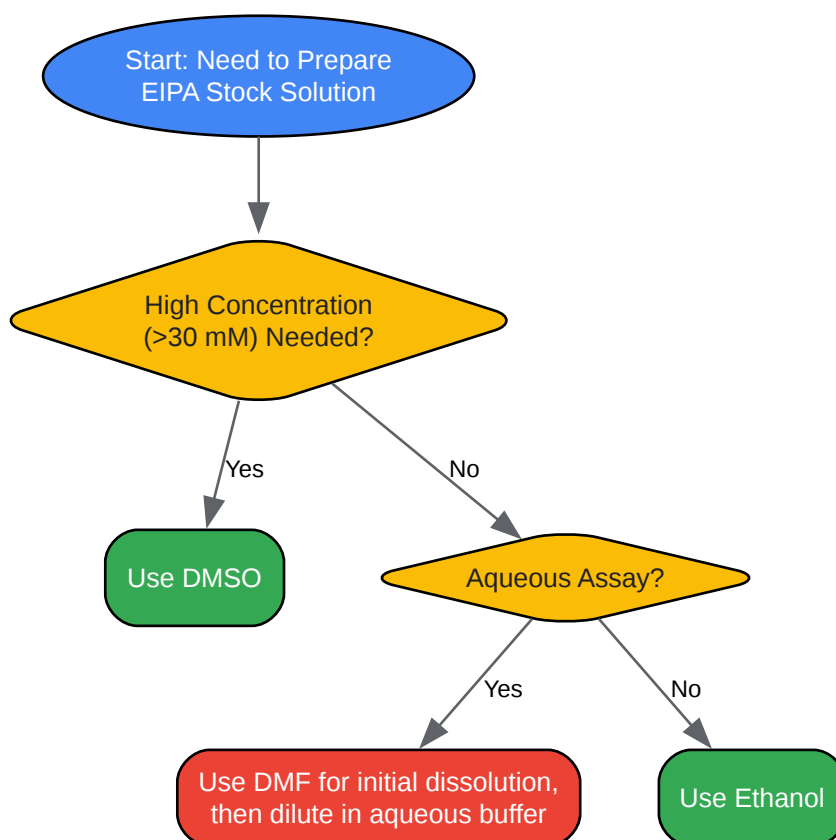 Start: Need to Prepare
EIPA Stock Solution
High Concentration
(>30 mM) Needed?
Yes
No
Use DMSO
Aqueous Assay?
Yes
No
Use DMF for initial dissolution,
then dilute in aqueous buffer
Use Ethanol